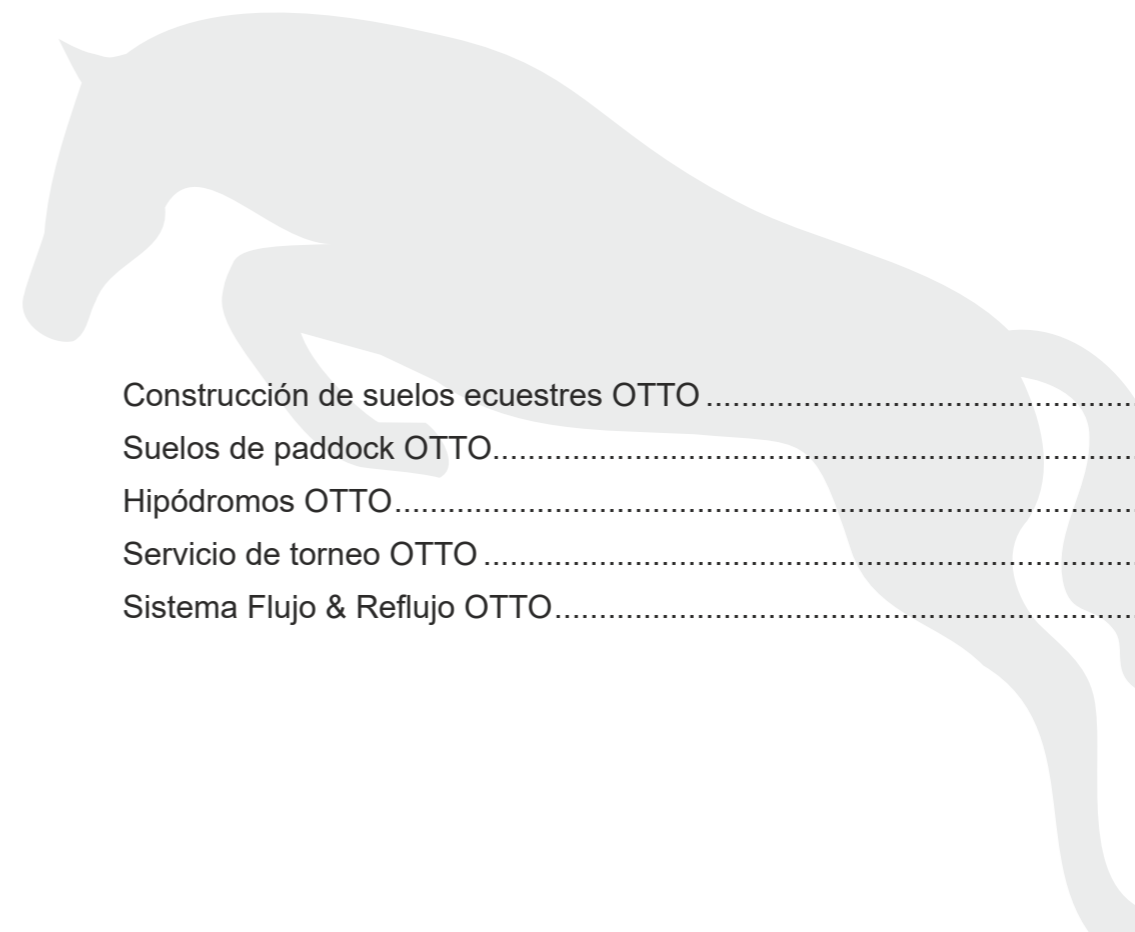 Construcción de suelos ecuestres OTTO ........................................................
Suelos de paddock OTTO................................................................................
Hipódromos OTTO...........................................................................................
Servicio de torneo OTTO .................................................................................
Sistema Flujo & Reflujo OTTO.........................................................................